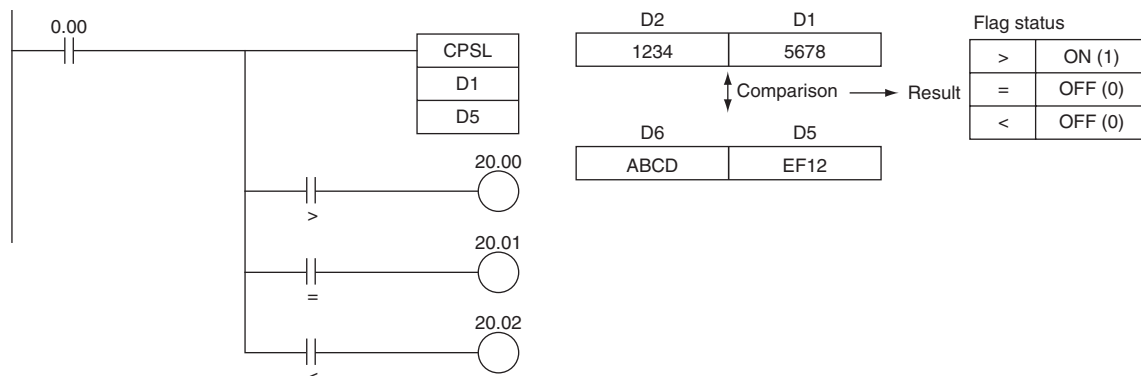 0.00
CPSL
D1
D5
20.00
>
20.01
=
20.02
<
D2 D1
1234 5678
Comparison Result
D6 D5
ABCD EF12
Flag status
> ON (1)
= OFF (0)
< OFF (0)